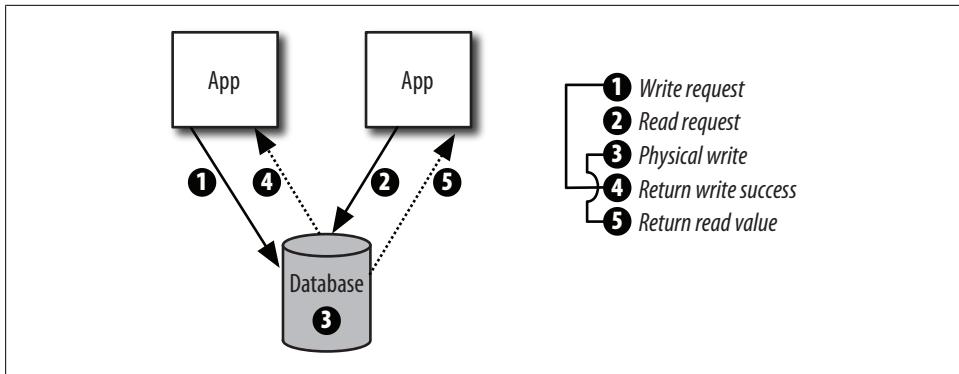 App
App
1
4
2
5
Database
3
1 Write request
2 Read request
3 Physical write
4 Return write success
5 Return read value